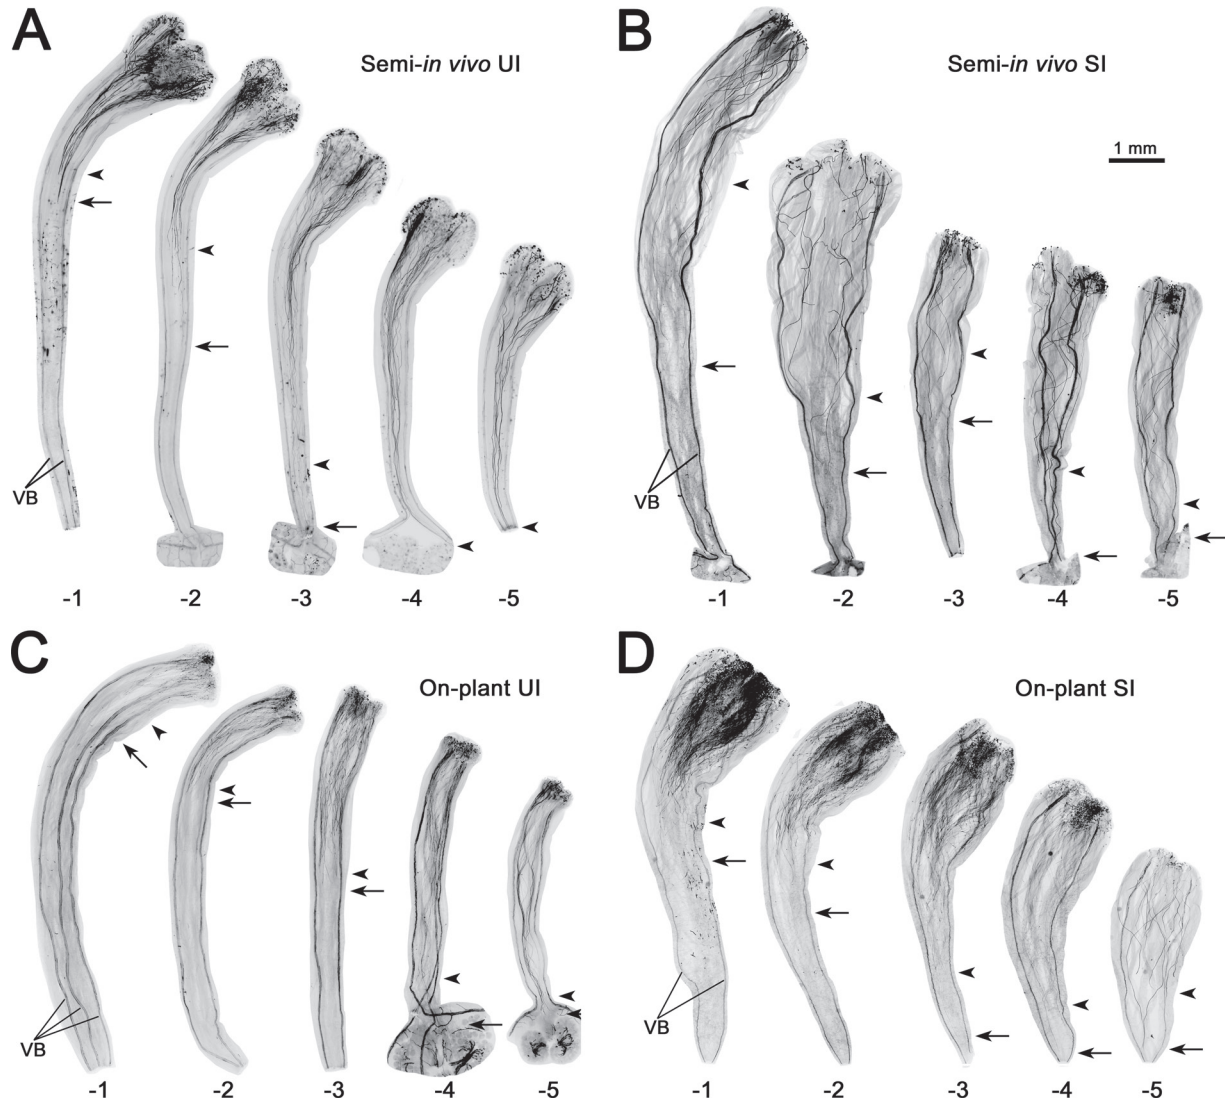 A
Semi-in vivo UI
VB
-1 -2 -3 -4 -5
B
Semi-in vivo SI
1 mm
VB
-1 -2 -3 -4 -5
C
On-plant UI
VB
-1 -2 -3 -4 -5
D
On-plant SI
VB
-1 -2 -3 -4 -5